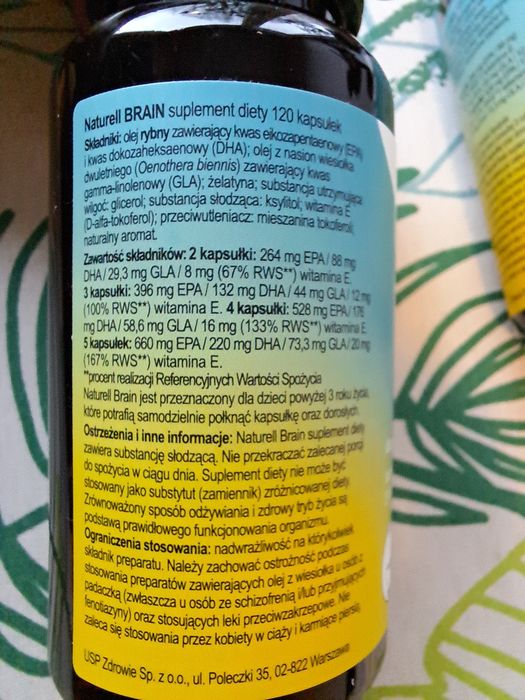 Naturell BRAIN suplement diety 120 kapsułek
Składniki: olej rybny zawierający kwas eikozapentaenowy (EPA)
i kwas dokozaheksaenowy (DHA); olej z nasion wiesiołka
dwuletniego (Oenothera biennis) zawierający kwas
gamma-linolenowy (GLA); żelatyna; substancja utrzymująca
wilgoć: glicerol; substancja słodząca: ksylitol; witamina E
(D-alfa-tokoferol); przeciwutleniacz: mieszanina tokoferoli;
naturalny aromat.
Zawartość składników: 2 kapsułki: 264 mg EPA / 88 mg
DHA / 29,3 mg GLA / 8 mg (67% RWS**) witamina E.
3 kapsułki: 396 mg EPA / 132 mg DHA / 44 mg GLA / 12 mg
(100% RWS**) witamina E. 4 kapsułki: 528 mg EPA / 176
mg DHA / 58,6 mg GLA / 16 mg (133% RWS**) witamina E.
5 kapsułek: 660 mg EPA / 220 mg DHA / 73,3 mg GLA / 20 mg
(167% RWS**) witamina E.
**procent realizacji Referencyjnych Wartości Spożycia
Naturell Brain jest przeznaczony dla dzieci powyżej 3 roku życia,
które potrafią samodzielnie połknąć kapsułkę oraz dorosłych.
Ostrzeżenia i inne informacje: Naturell Brain suplement diety
zawiera substancję słodzącą. Nie przekraczać zalecanej porcji
do spożycia w ciągu dnia. Suplement diety nie może być
stosowany jako substytut (zamiennik) zróżnicowanej diety.
Zrównoważony sposób odżywiania i zdrowy tryb życia są
podstawą prawidłowego funkcjonowania organizmu.
Ograniczenia stosowania: nadwrażliwość na którykolwiek
składnik preparatu. Należy zachować ostrożność podczas
stosowania preparatów zawierających olej z wiesiołka u osób z
padaczką (zwłaszcza u osób ze schizofrenią i/lub przyjmujących
fenotiazyny) oraz stosujących leki przeciwzakrzepowe. Nie
zaleca się stosowania przez kobiety w ciąży i karmiące piersią.
USP Zdrowie Sp. z o.o., ul. Poleczki 35, 02-822 Warszawa